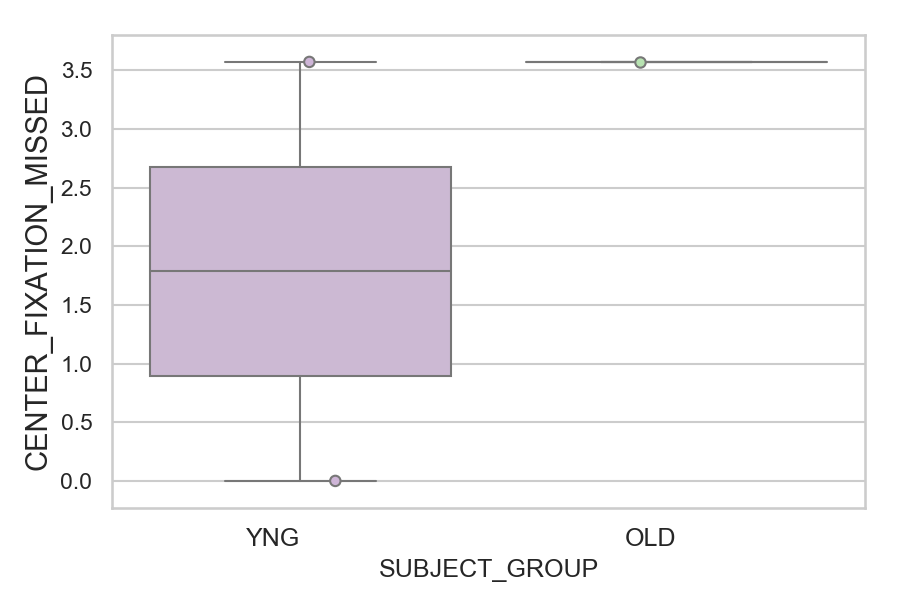 CENTER_FIXATION_MISSED
3.5
3.0
2.5
2.0
1.5
1.0
0.5
0.0
YNG OLD
SUBJECT_GROUP